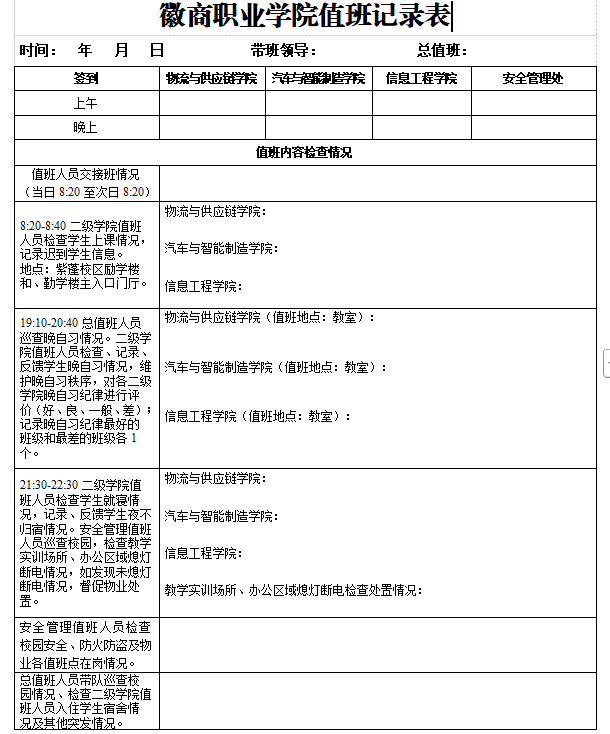 徽商职业学院值班记录表
时间： 年 月 日 带班领导： 总值班：
签到 物流与供应链学院 汽车与智能制造学院 信息工程学院 安全管理处
上午
晚上
值班内容检查情况
值班人员交接班情况
（当日 8:20 至次日 8:20）
8:20-8:40 二级学院值班
人员检查学生上课情况，
记录迟到学生信息。
地点：紫蓬校区励学楼
和、勤学楼主入口门厅。
物流与供应链学院：
汽车与智能制造学院：
信息工程学院：
19:10-20:40 总值班人员
巡查晚自习情况。二级学
院值班人员检查、记录、
反馈学生晚自习情况，维
护晚自习秩序，对各二级
学院晚自习纪律进行评
价（好、良、一般、差）；
记录晚自习纪律最好的
班级和最差的班级各 1
个。
物流与供应链学院（值班地点：教室）：
汽车与智能制造学院（值班地点：教室）：
信息工程学院（值班地点：教室）：
21:30-22:30 二级学院值
班人员检查学生就寝情
况，记录、反馈学生夜不
归宿情况。安全管理值班
人员巡查校园，检查教学
实训场所、办公区域熄灯
断电情况，如发现未熄灯
断电情况，督促物业处
置。
物流与供应链学院：
汽车与智能制造学院：
信息工程学院：
教学实训场所、办公区域熄灯断电检查处置情况：
安全管理值班人员检查
校园安全、防火防盗及物
业各值班点在岗情况。
总值班人员带队巡查校
园情况、检查二级学院值
班人员入住学生宿舍情
况及其他突发情况。